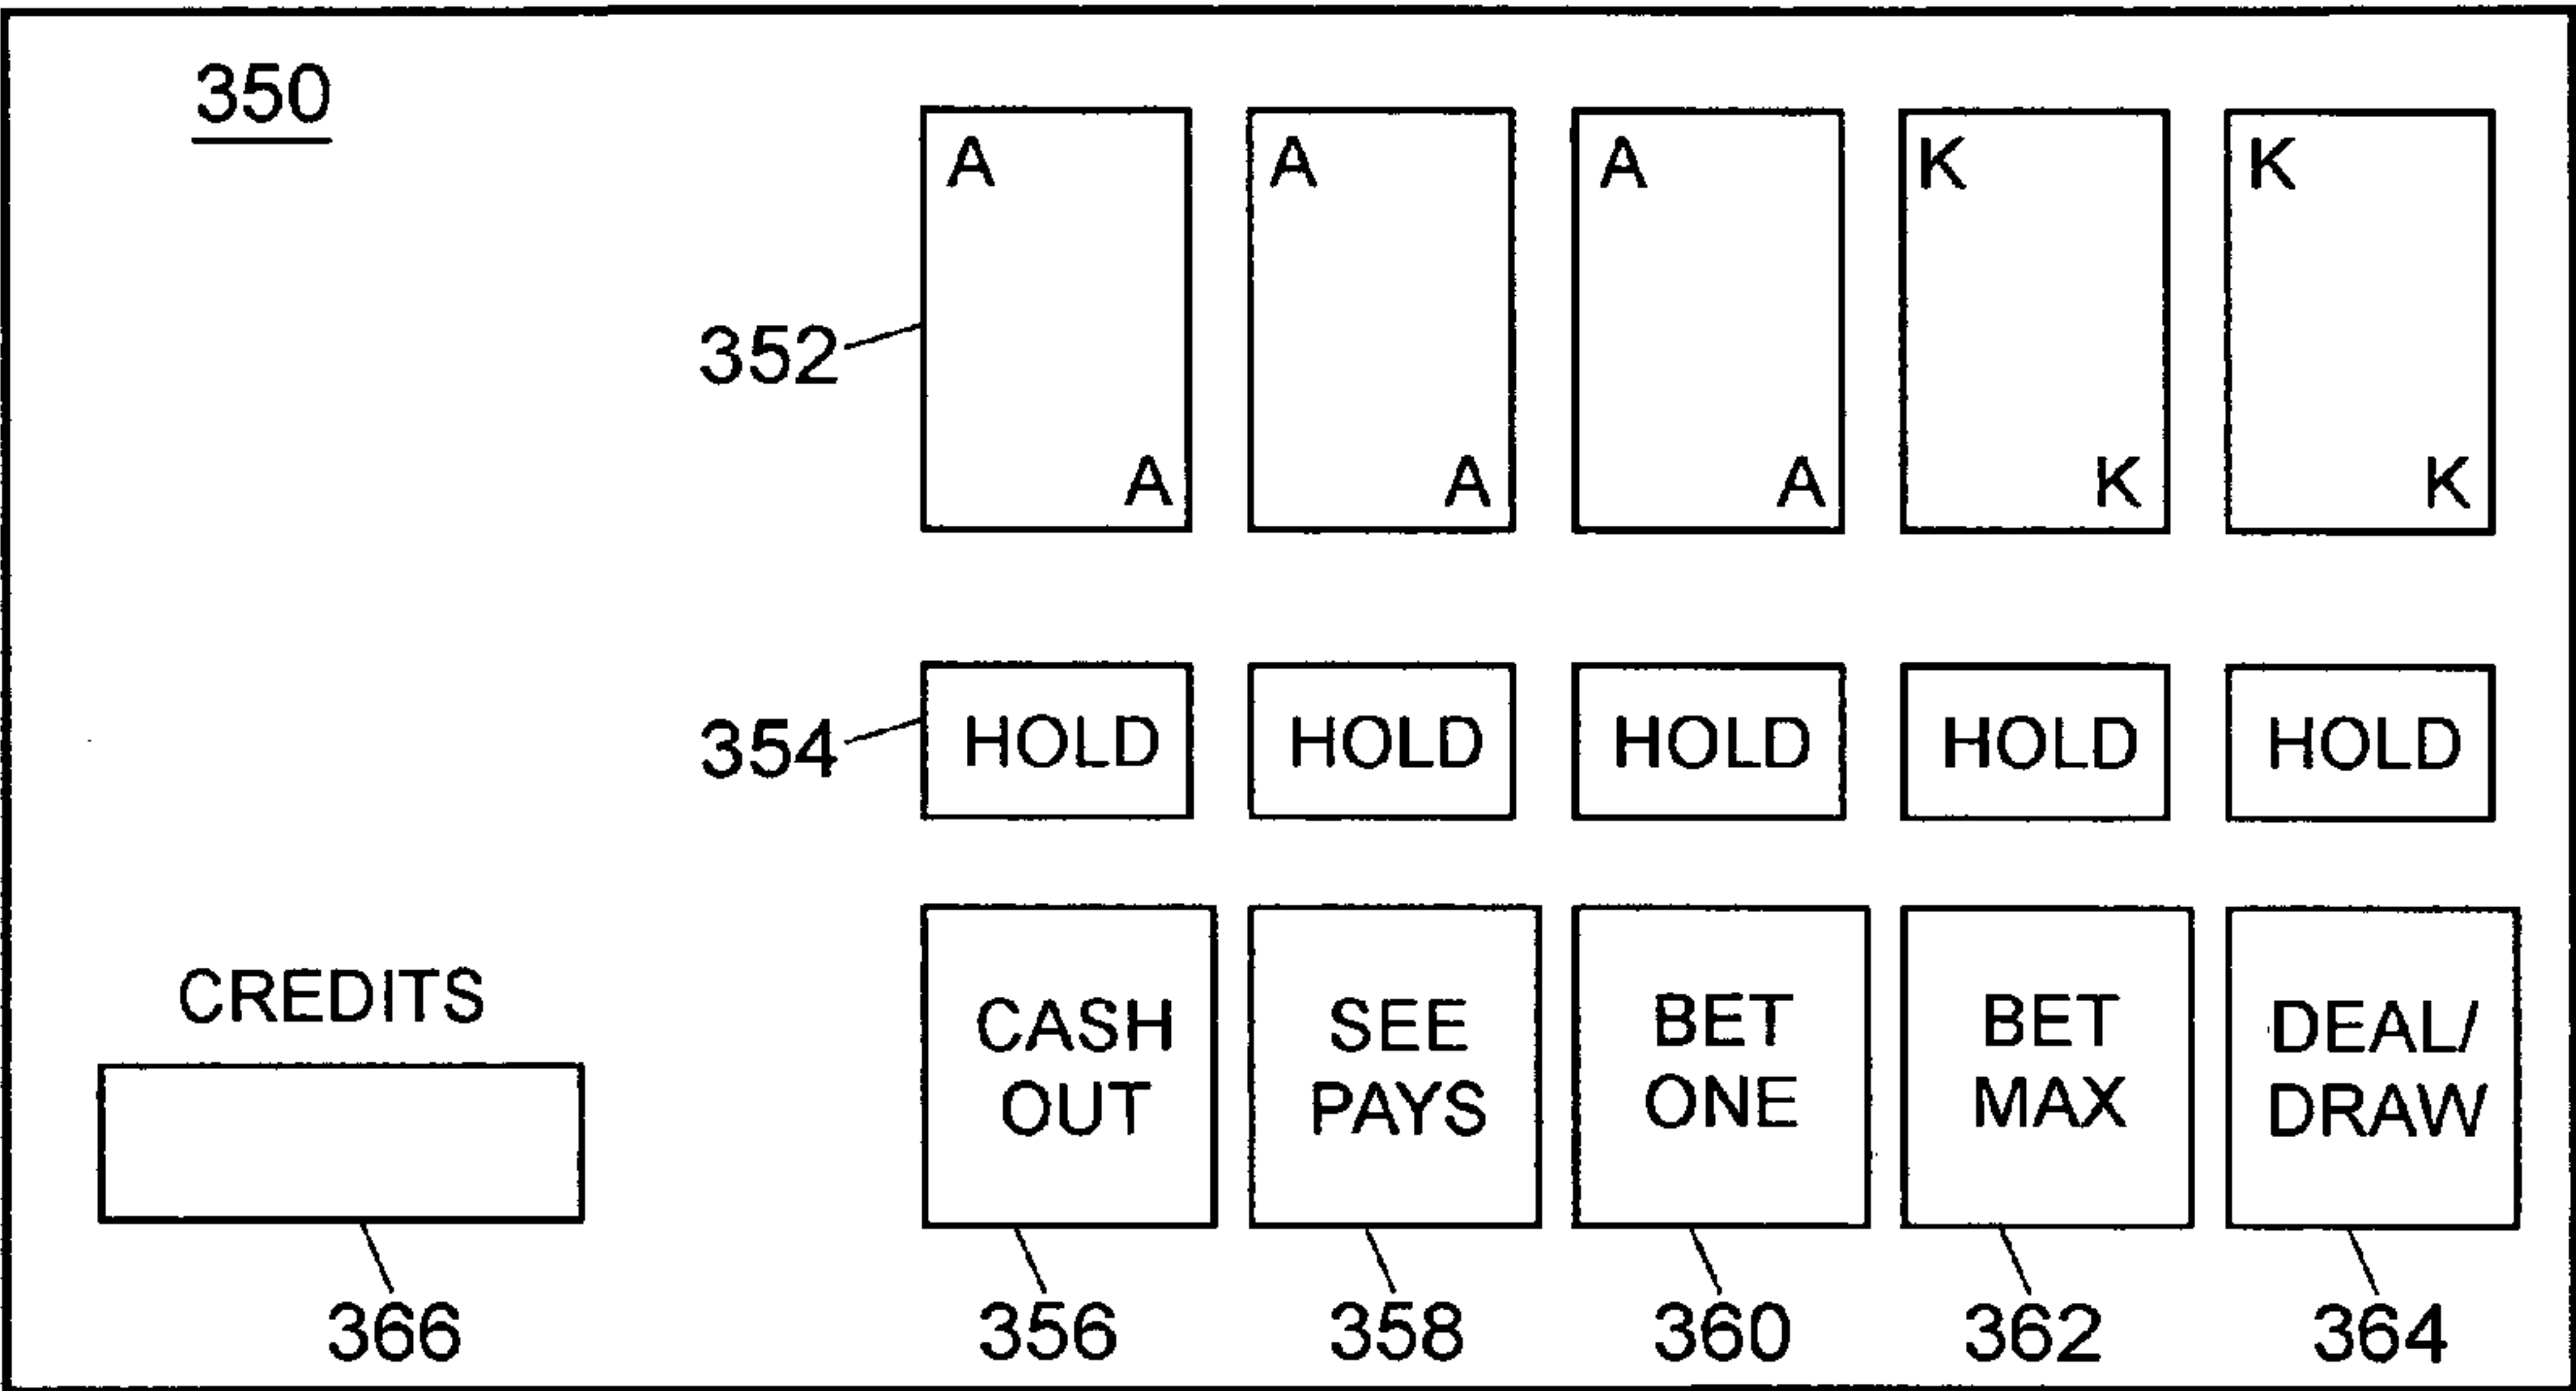 350
A A A K K
352
A A A K K
354 HOLD HOLD HOLD HOLD HOLD
CREDITS
CASH OUT
SEE PAYS
BET ONE
BET MAX
DEAL/ DRAW
366 356 358 360 362 364